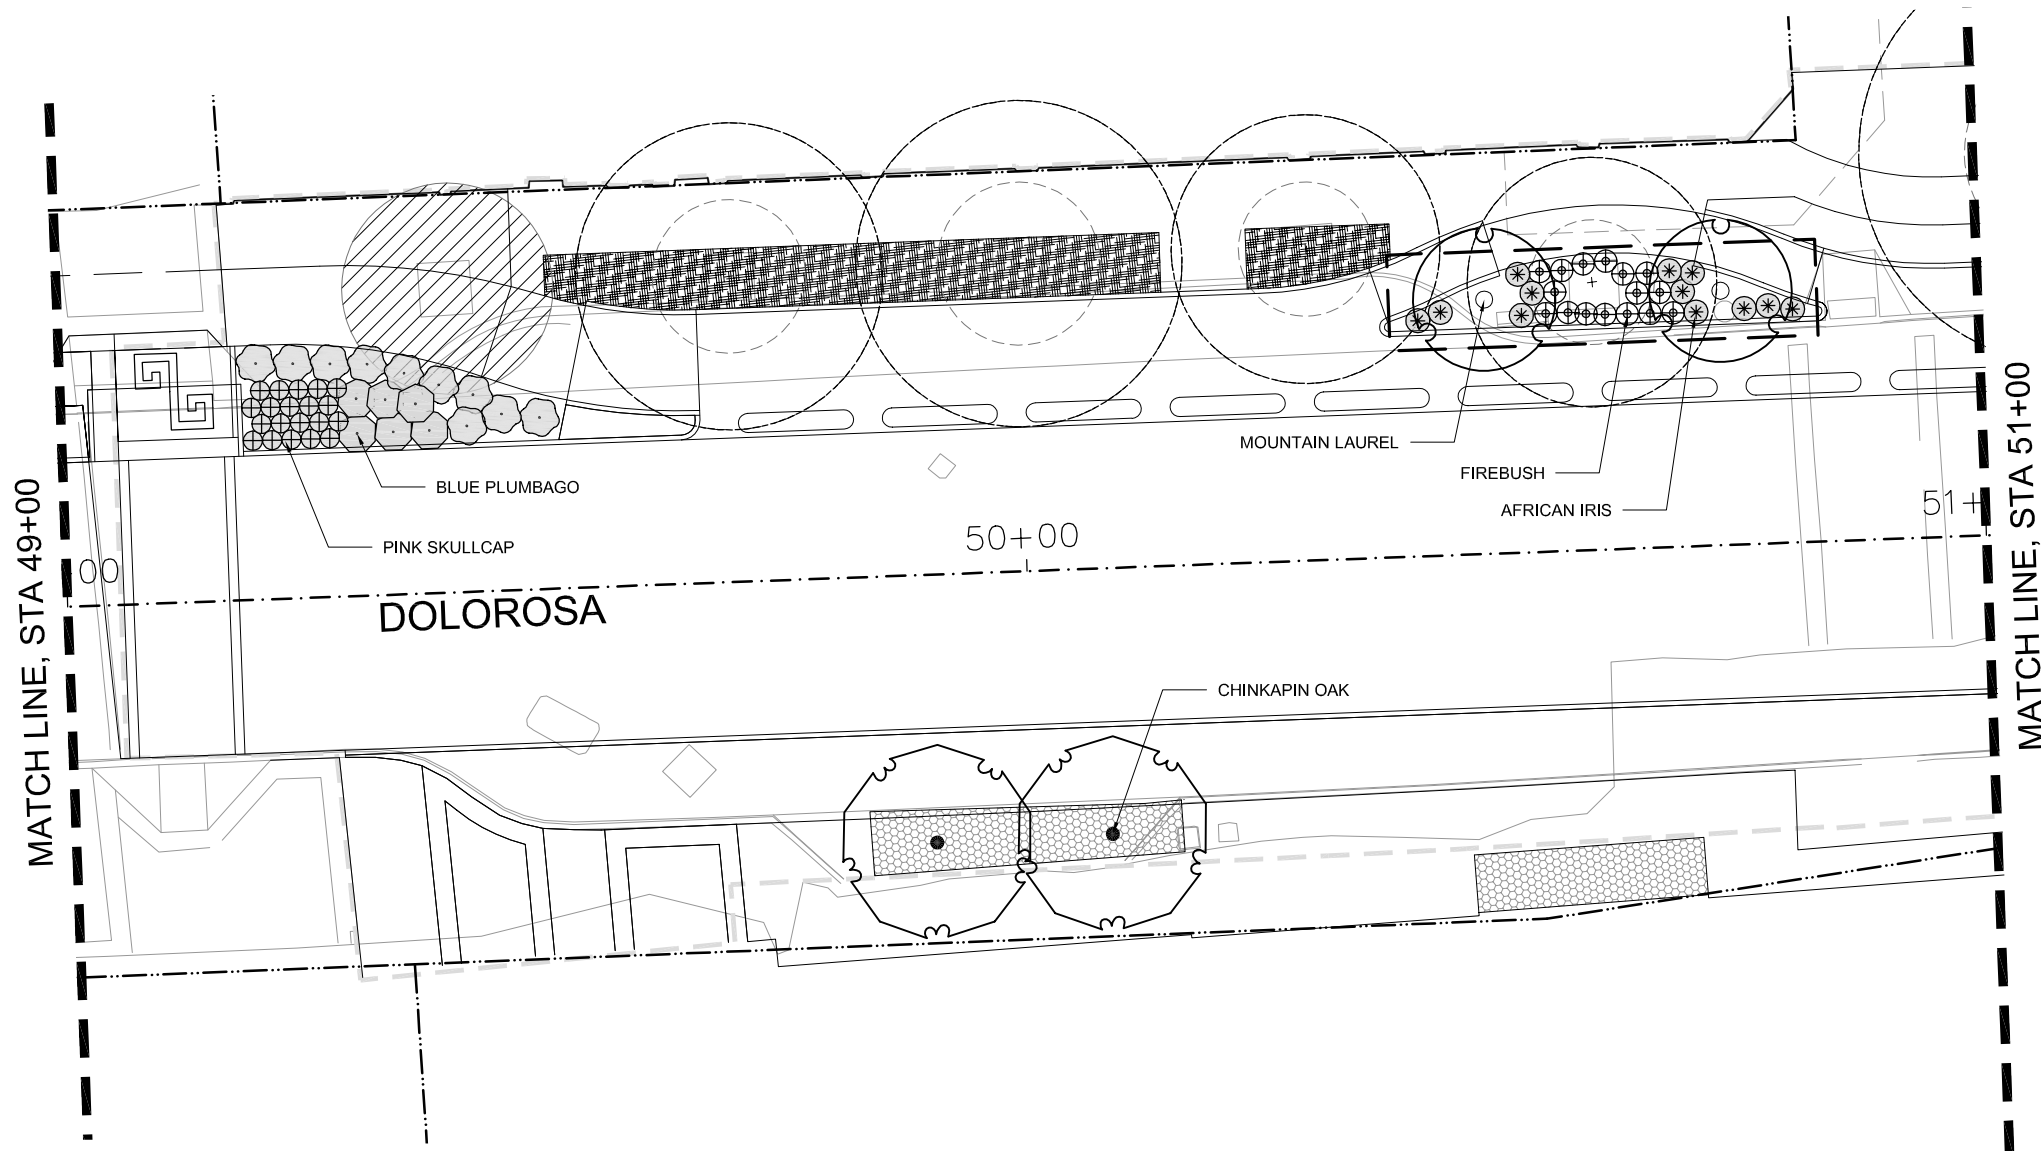 MOUNTAIN LAUREL
FIREBUSH
BLUE PLUMBAGO
AFRICAN IRIS
51+
PINK SKULLCAP
50+00
00
DOLOROSA
CHINKAPIN OAK
MATCH LINE, STA 49+00
MATCH LINE, STA 51+00